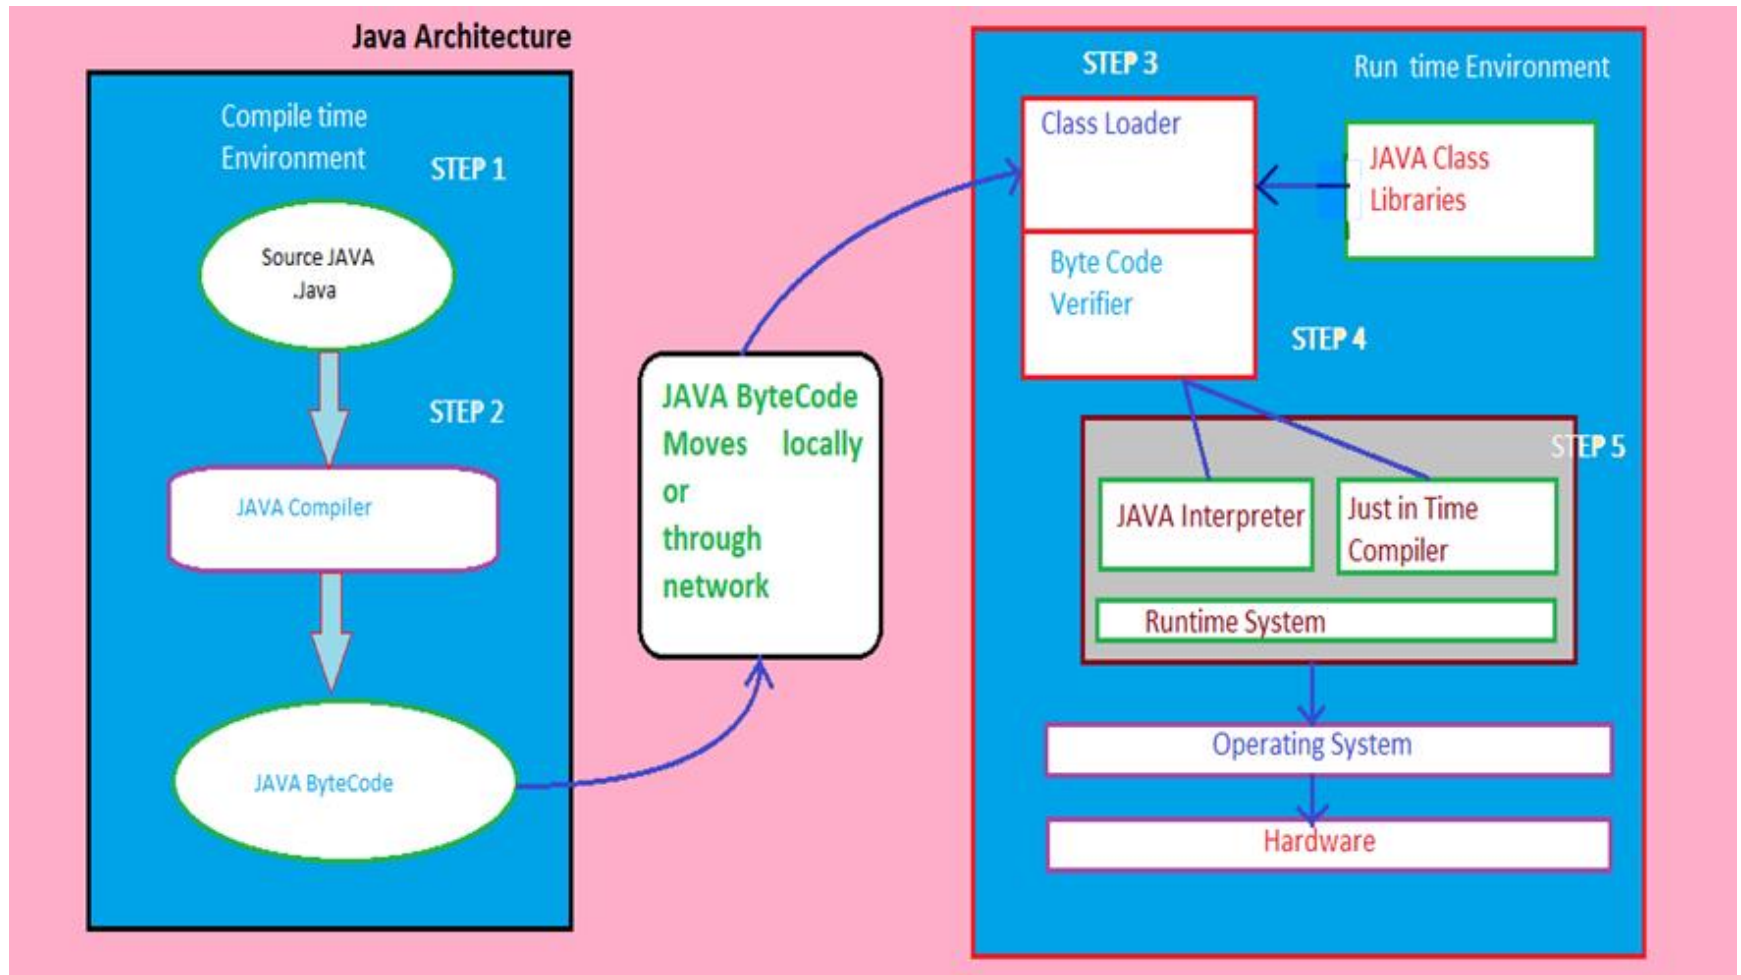 Java Architecture
Compile time
Environment
STEP 1
Source JAVA
.Java
STEP 2
JAVA Compiler
JAVA ByteCode
JAVA ByteCode
Moves locally
or
through
network
STEP 3
Run time Environment
Class Loader
JAVA Class
Libraries
Byte Code
Verifier
STEP 4
STEP 5
JAVA Interpreter
Just in Time
Compiler
Runtime System
Operating System
Hardware